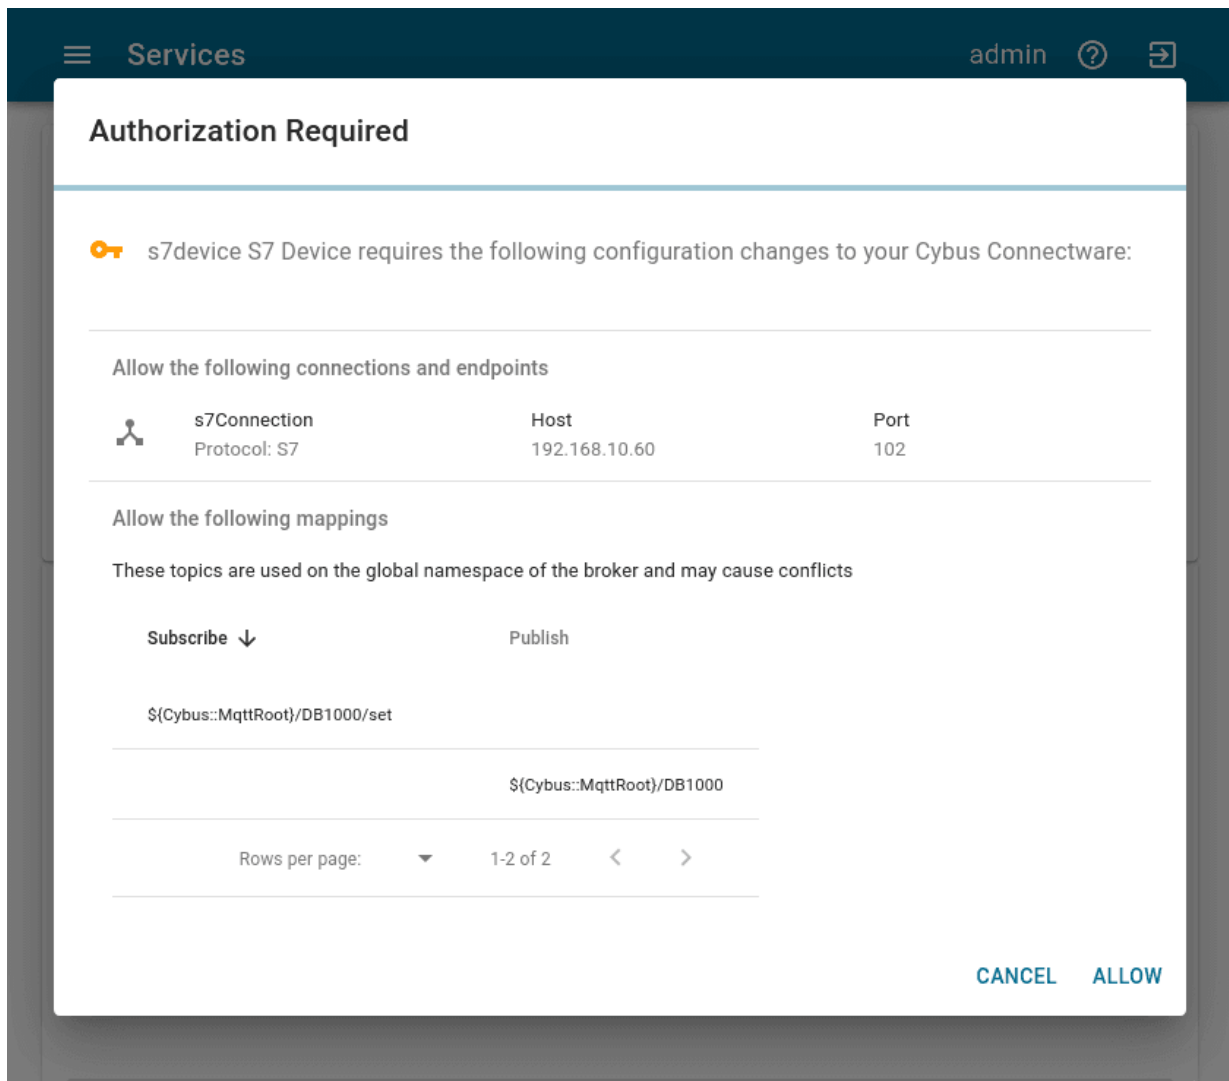 Services admin
Authorization Required
s7device S7 Device requires the following configuration changes to your Cybus Connectware:
Allow the following connections and endpoints
s7Connection Host Port
Protocol: S7 192.168.10.60 102
Allow the following mappings
These topics are used on the global namespace of the broker and may cause conflicts
Subscribe Publish
${Cybus::MqttRoot}/DB1000/set
${Cybus::MqttRoot}/DB1000
Rows per page: 1-2 of 2
CANCEL ALLOW